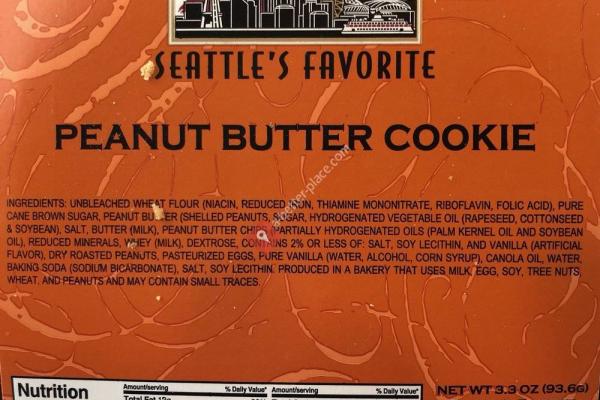 SEATTLE'S FAVORITE
PEANUT BUTTER COOKIE
INGREDIENTS: UNBLEACHED WHEAT FLOUR (NIACIN, REDUCED IRON, THIAMINE MONONITRATE, RIBOFLAVIN, FOLIC ACID), PURE
CANE BROWN SUGAR, PEANUT BUTTER (SHELLED PEANUTS, SUGAR, HYDROGENATED VEGETABLE OIL (RAPESEED, COTTONSEED
& SOYBEAN), SALT, BUTTER (MILK), PEANUT BUTTER CHIPS PARTIALLY HYDROGENATED OILS (PALM KERNEL OIL AND SOYBEAN
OIL), REDUCED MINERALS, WHEY (MILK), DEXTROSE, CONTAINS 2% OR LESS OF: SALT, SOY LECITHIN, AND VANILLA (ARTIFICIAL
FLAVOR), DRY ROASTED PEANUTS, PASTEURIZED EGGS, PURE VANILLA (WATER, ALCOHOL, CORN SYRUP), CANOLA OIL, WATER,
BAKING SODA (SODIUM BICARBONATE), SALT, SOY LECITHIN. PRODUCED IN A BAKERY THAT USES MILK, EGG, SOY, TREE NUTS,
WHEAT, AND PEANUTS AND MAY CONTAIN SMALL TRACES.
Nutrition
Amount/serving % Daily Value* Amount/serving % Daily Value*
Total Fat
NET WT 3.3 OZ (93.6G)